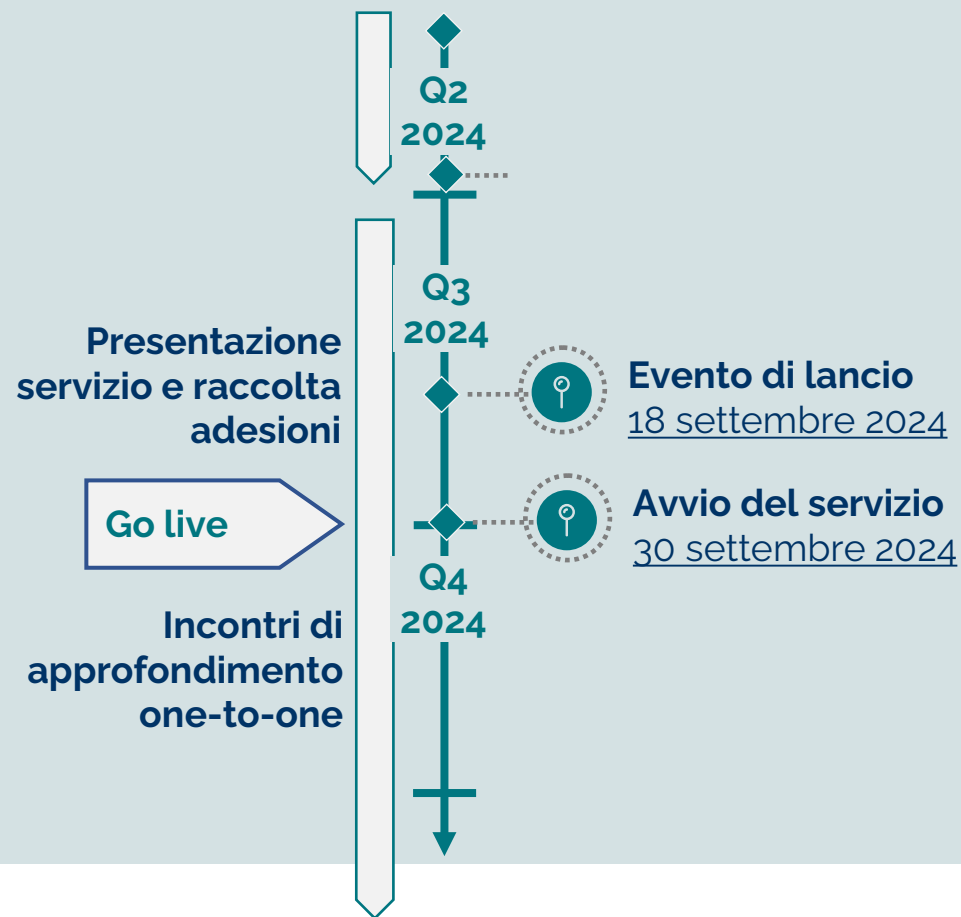 Q2
2024
Q3
2024
Presentazione
servizio e raccolta
adesioni
Evento di lancio
18 settembre 2024
Go live
Avvio del servizio
30 settembre 2024
Q4
2024
Incontri di
approfondimento
one-to-one